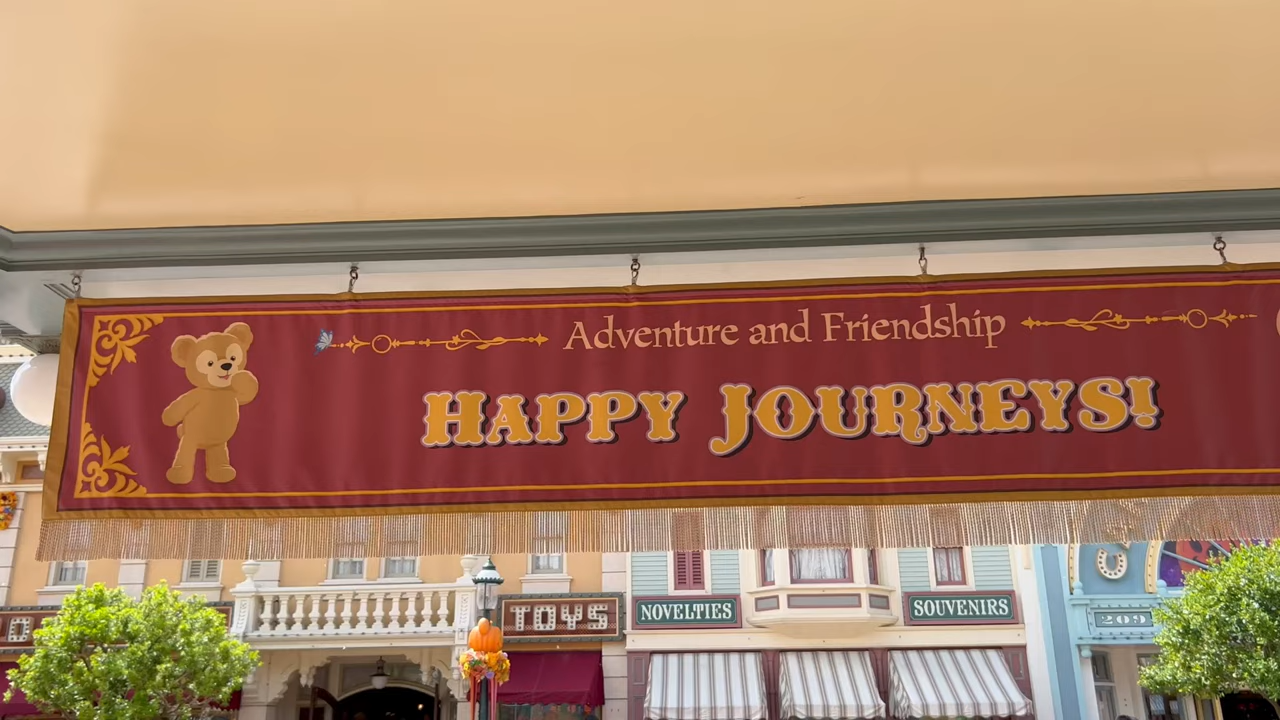 Adventure and Friendship
HAPPY JOURNEYS!
TOYS
NOVELTIES
SOUVENIRS
209